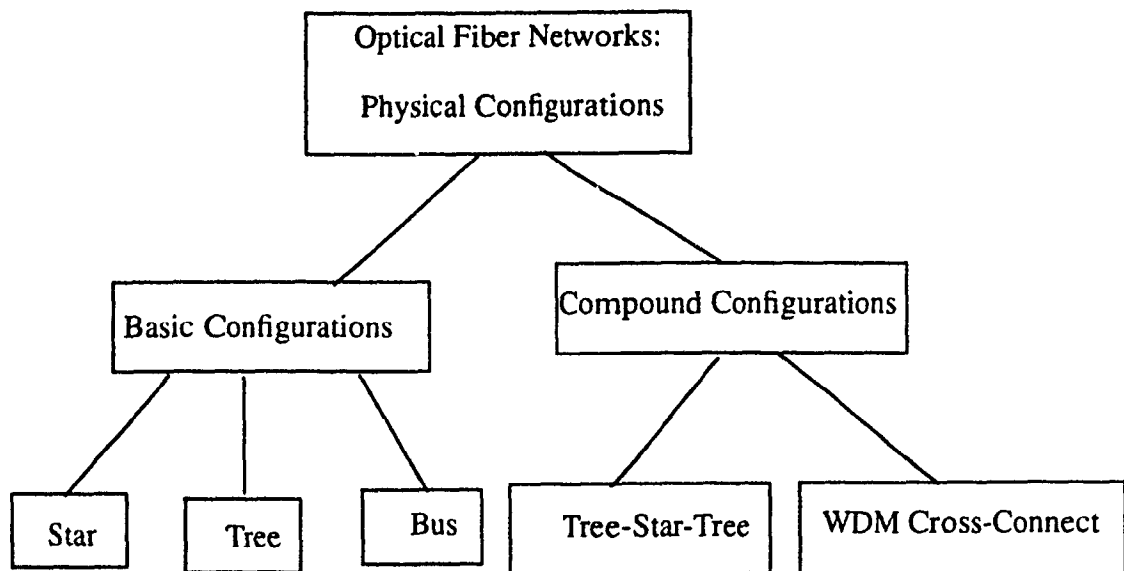 Optical Fiber Networks:
Physical Configurations
Basic Configurations
Compound Configurations
Star
Tree
Bus
Tree-Star-Tree
WDM Cross-Connect